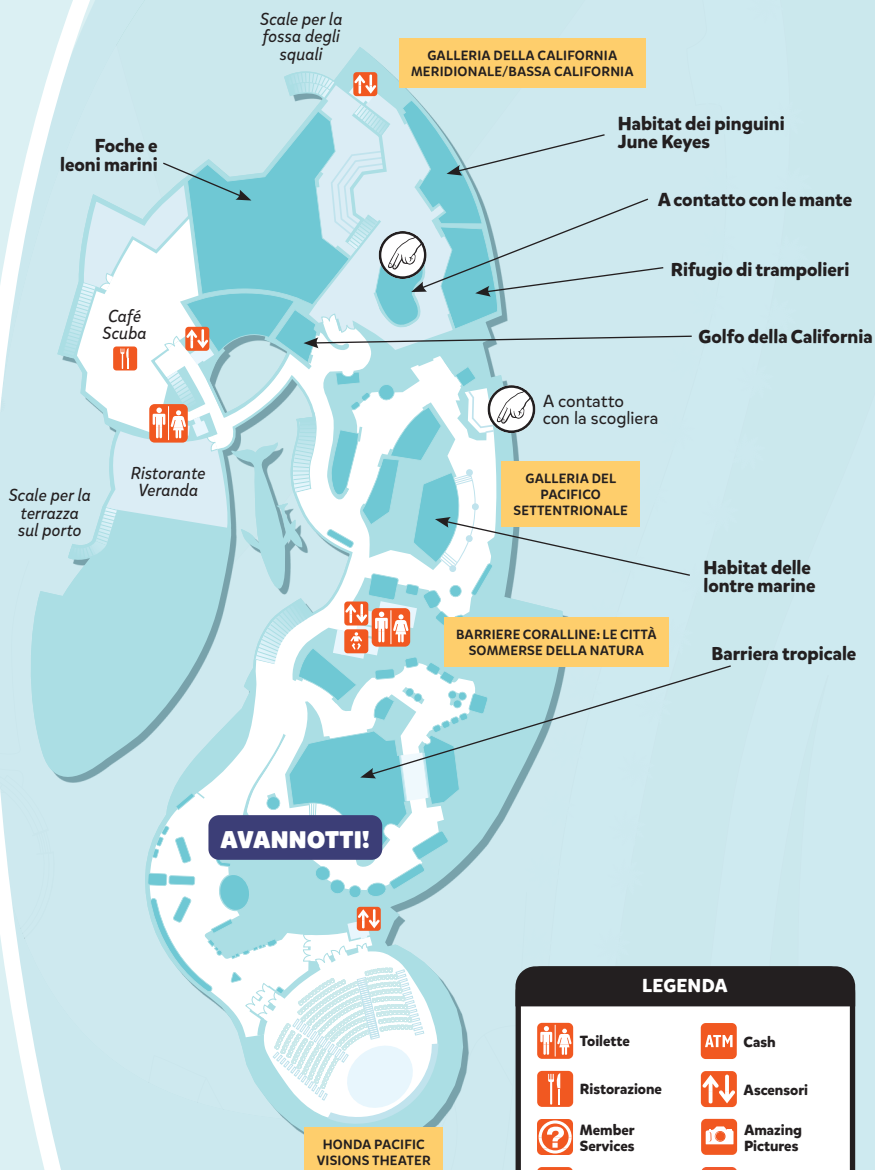 Scale per la
fossa degli
squali
GALLERIA DELLA CALIFORNIA
MERIDIONALE/BASSA CALIFORNIA
Foche e
leoni marini
Habitat dei pinguini
June Keyes
A contatto con le mante
Rifugio di trampolieri
Golfo della California
Café
Scuba
A contatto
con la scogliera
Ristorante
Veranda
Scale per la
terrazza
sul porto
GALLERIA DEL
PACIFICO
SETTENTRIONALE
Habitat delle
lontre marine
BARRIERE CORALLINE: LE CITTÀ
SOMMERSE DELLA NATURA
Barriera tropicale
AVANNOTTI!
HONDA PACIFIC
VISIONS THEATER
LEGENDA
Toilette
ATM Cash
Ristorazione
Ascensori
? Member
Services
Amazing
Pictures